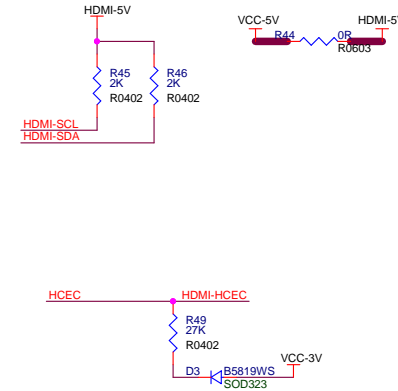 HDMI-5V
VCC-5V
HDMI-5V
R44
0R
R0603
R45
2K
R0402
R46
2K
R0402
HDMI-SCL
HDMI-SDA
HCEC
HDMI-HCEC
R49
27K
R0402
VCC-3V
D3
B5819WS
SOD323